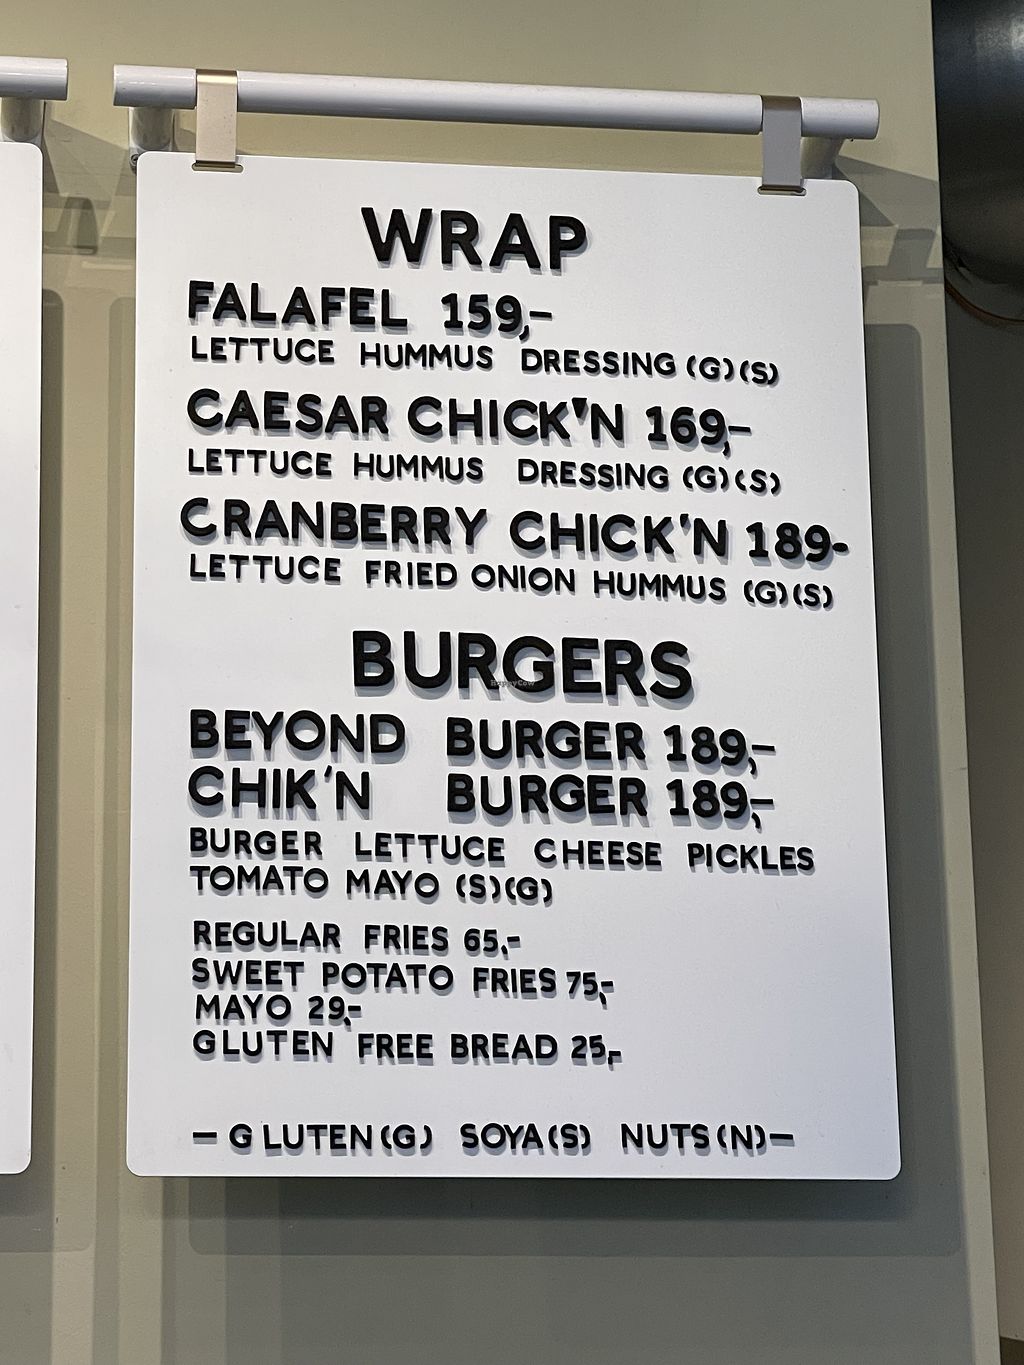 WRAP
FALAFEL 159,-
LETTUCE HUMMUS DRESSING (G)(S)
CAESAR CHICK'N 169,-
LETTUCE HUMMUS DRESSING (G)(S)
CRANBERRY CHICK'N 189-
LETTUCE FRIED ONION HUMMUS (G)(S)
BURGERS
HappyCow
BEYOND BURGER 189,-
CHIK'N BURGER 189,-
BURGER LETTUCE CHEESE PICKLES
TOMATO MAYO (S)(G)
REGULAR FRIES 65,-
SWEET POTATO FRIES 75,-
MAYO 29,-
GLUTEN FREE BREAD 25,-
- GLUTEN(G) SOYA(S) NUTS(N)-